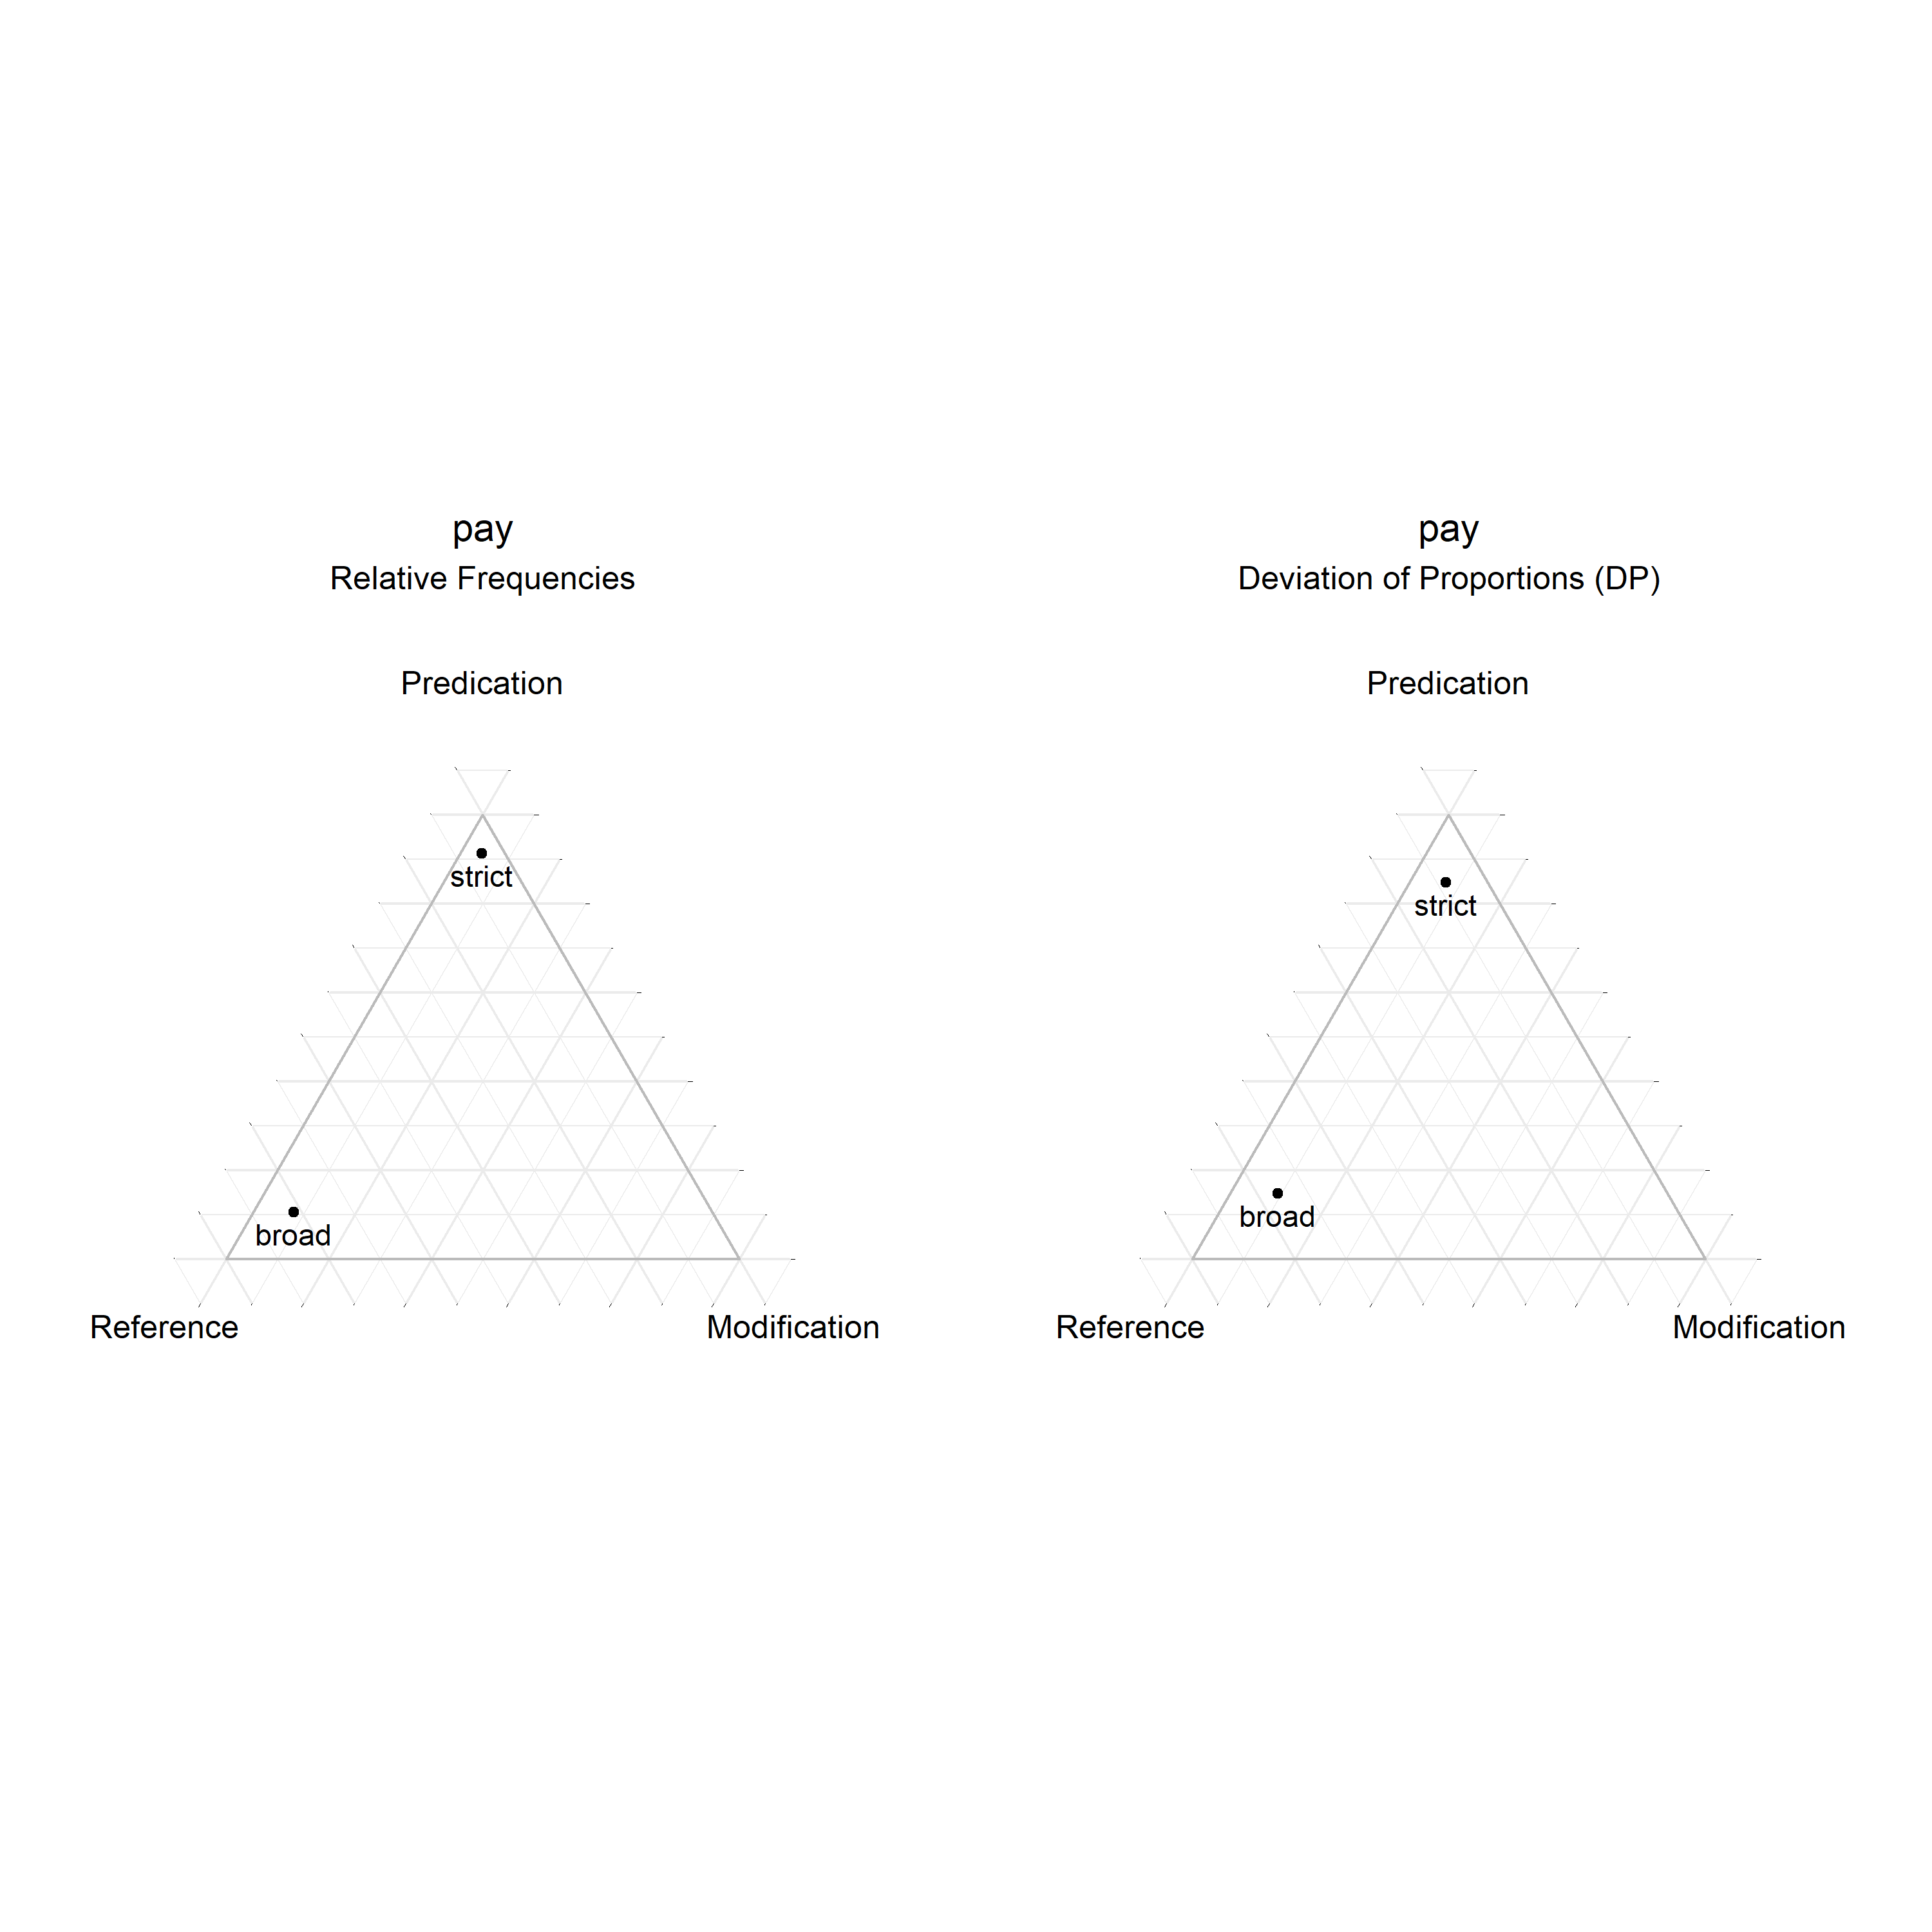 pay
Relative Frequencies
Predication
strict
broad
Reference
Modification
pay
Deviation of Proportions (DP)
Predication
strict
broad
Reference
Modification